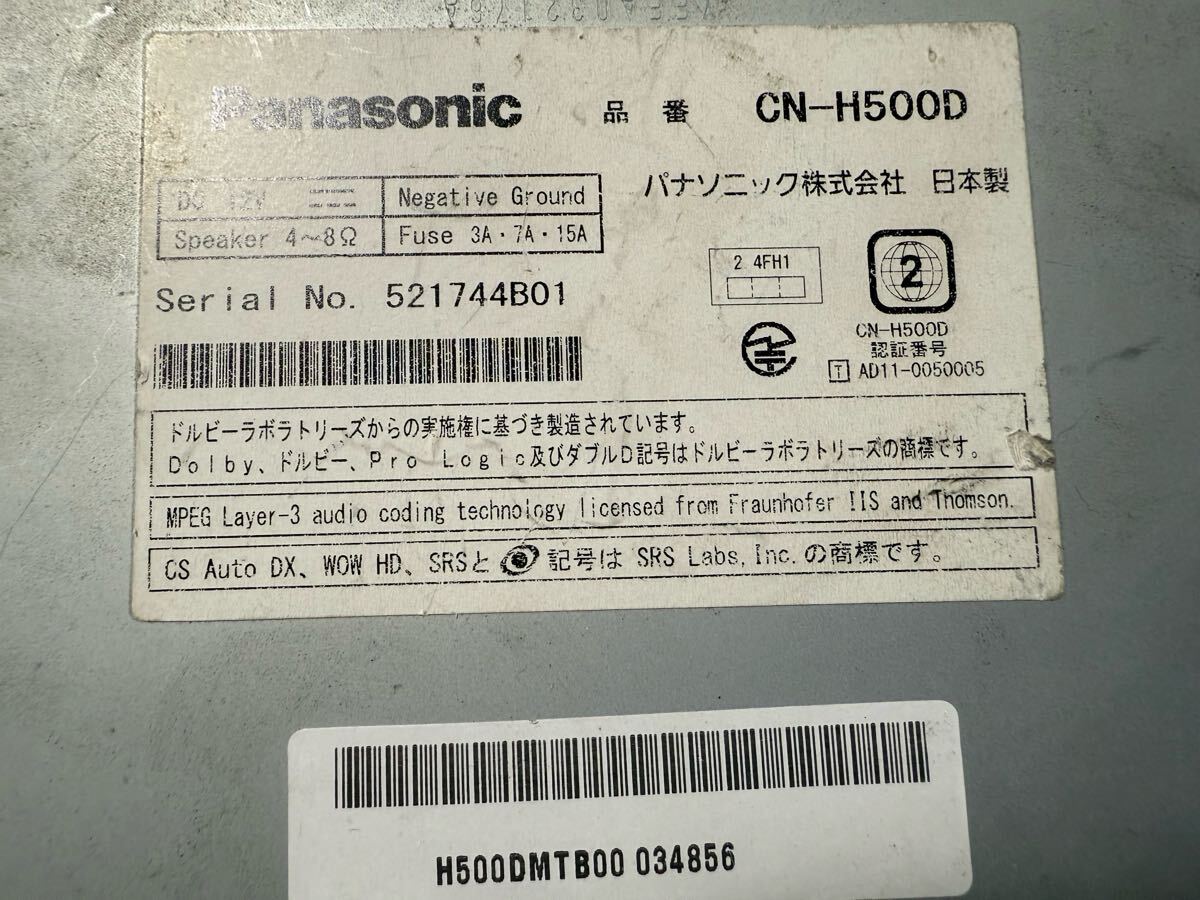 Panasonic 品番 CN-H500D
パナソニック株式会社 日本製
DC 12V Negative Ground
Speaker 4~8Ω Fuse 3A・7A・15A
Serial No. 521744B01
2.4FH1
2
CN-H500D
認証番号
T AD11-0050005
ドルビーラボラトリーズからの実施権に基づき製造されています。
Dolby、ドルビー、Pro Logic及びダブルD記号はドルビーラボラトリーズの商標です。
MPEG Layer-3 audio coding technology licensed from Fraunhofer IIS and Thomson.
CS Auto DX、WOW HD、SRSと 記号は SRS Labs,Inc.の商標です。
H500DMTB00 034856